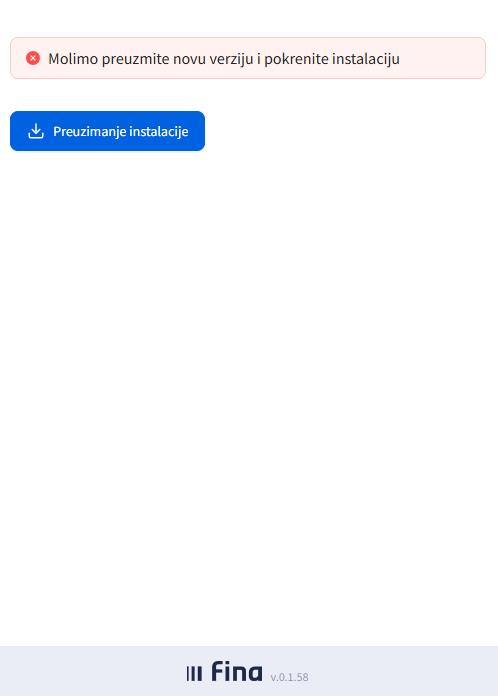 Molimo preuzmite novu verziju i pokrenite instalaciju
Preuzimanje instalacije
Fina v.0.1.58